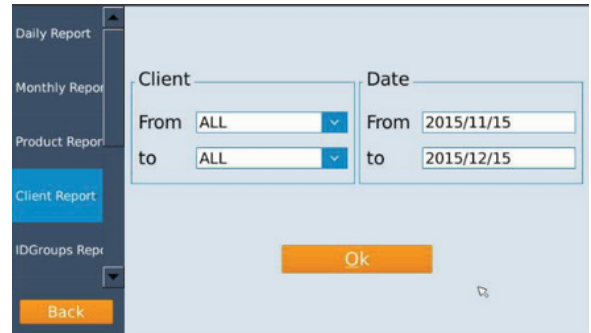 Daily Report
Monthly Repor
Product Repor
Client Report
IDGroups Rep
Back
Client
From ALL
to ALL
Date
From 2015/11/15
to 2015/12/15
Ok